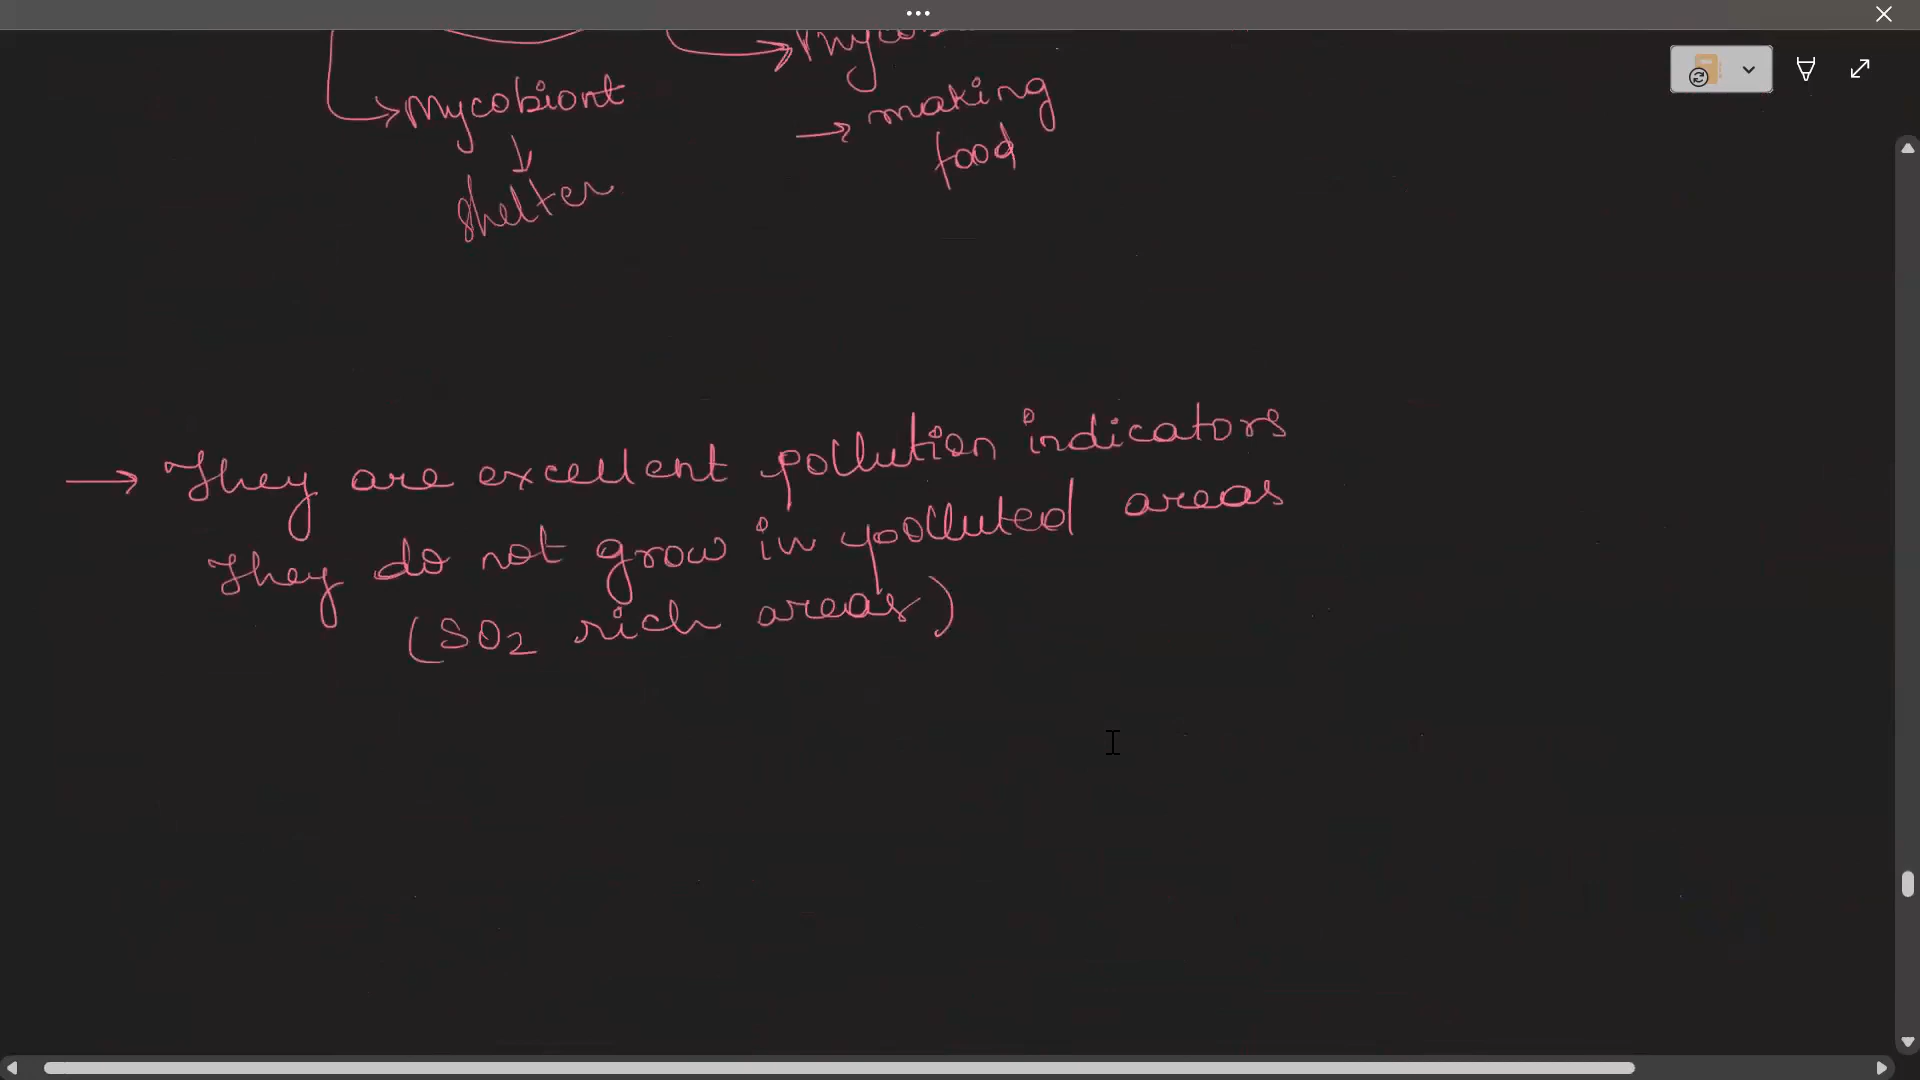 Mycobiont
→ making
food
↓
shelter
→ They are excellent pollution indicators
They do not grow in polluted areas
(SO2 rich areas)